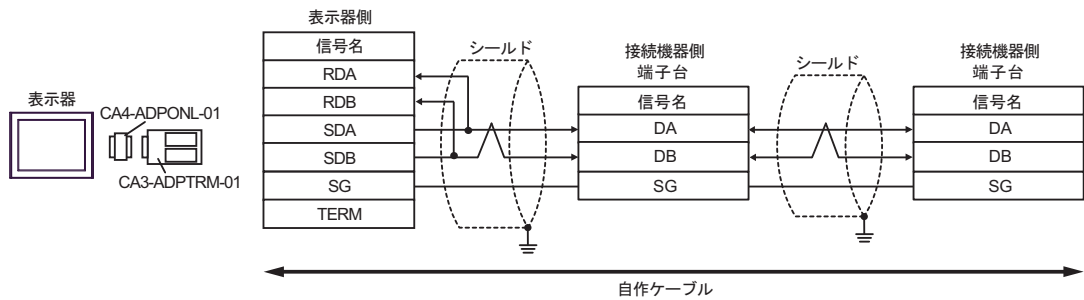 表示器
CA4-ADPONL-01
CA3-ADPTRM-01
表示器側
信号名
RDA
RDB
SDA
SDB
SG
TERM
シールド
接続機器側
端子台
信号名
DA
DB
SG
シールド
接続機器側
端子台
信号名
DA
DB
SG
自作ケーブル